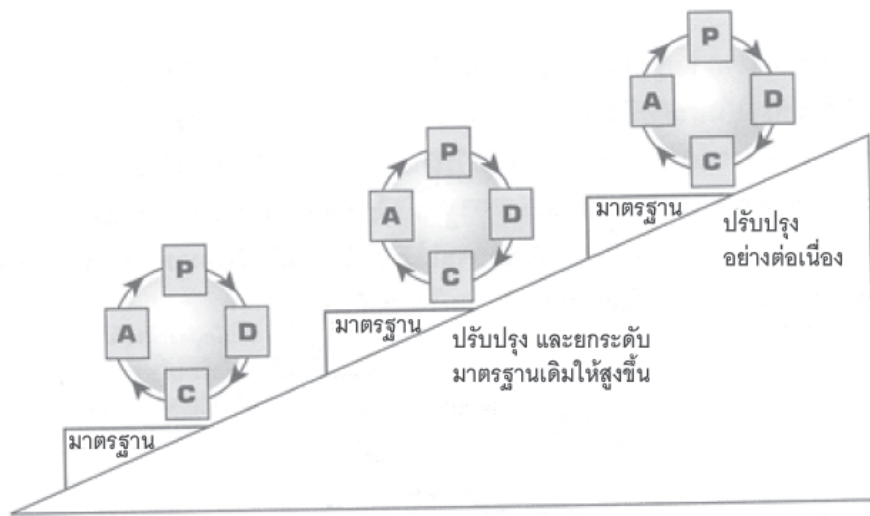 P
A
D
C
มาตรฐาน
ปรับปรุง
อย่างต่อเนื่อง
P
A
D
C
มาตรฐาน
ปรับปรุง และยกระดับ
มาตรฐานเดิมให้สูงขึ้น
P
A
D
C
มาตรฐาน